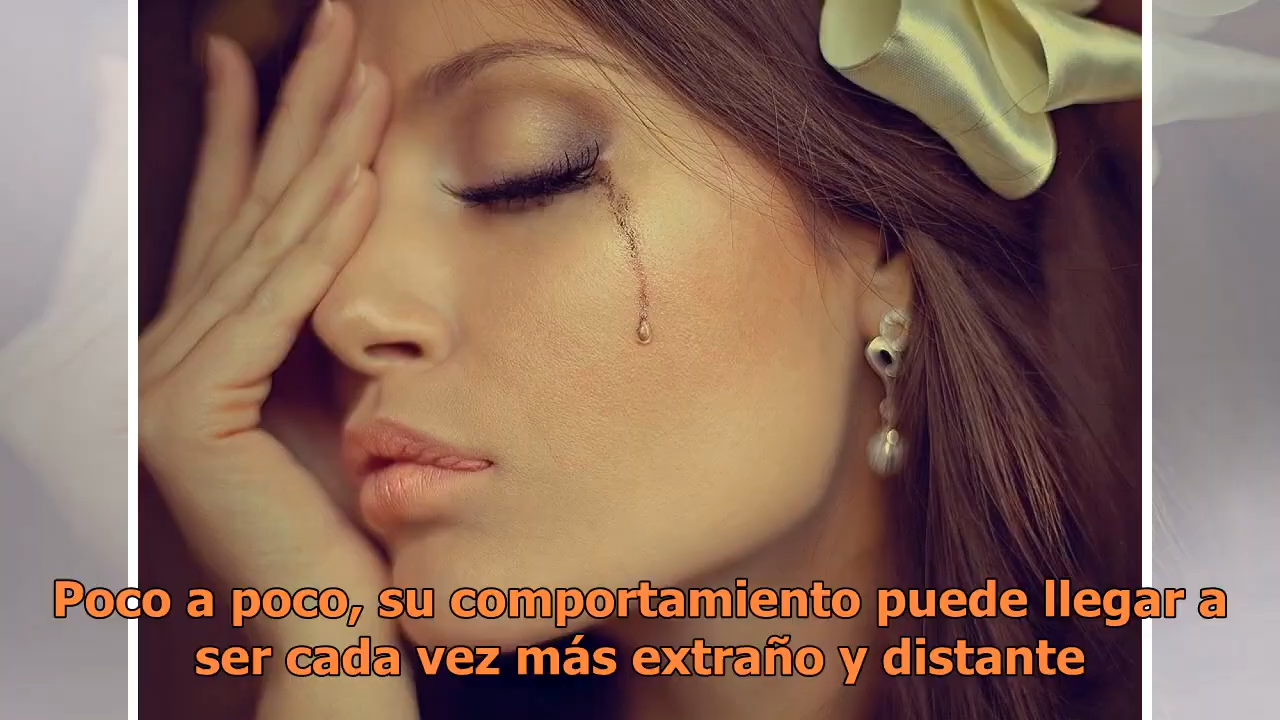 Poco a poco, su comportamiento puede llegar a
ser cada vez más extraño y distante